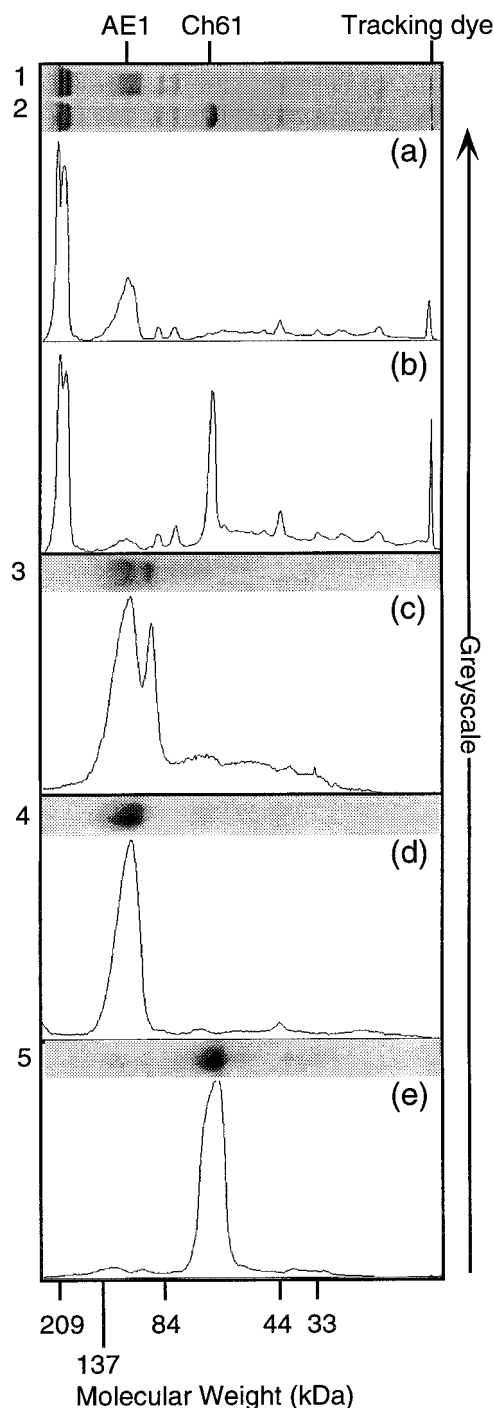 AE1 Ch61 Tracking dye
1
2
(a)
(b)
3
(c)
Greyscale
4
(d)
5
(e)
209 84 44 33
137
Molecular Weight (kDa)